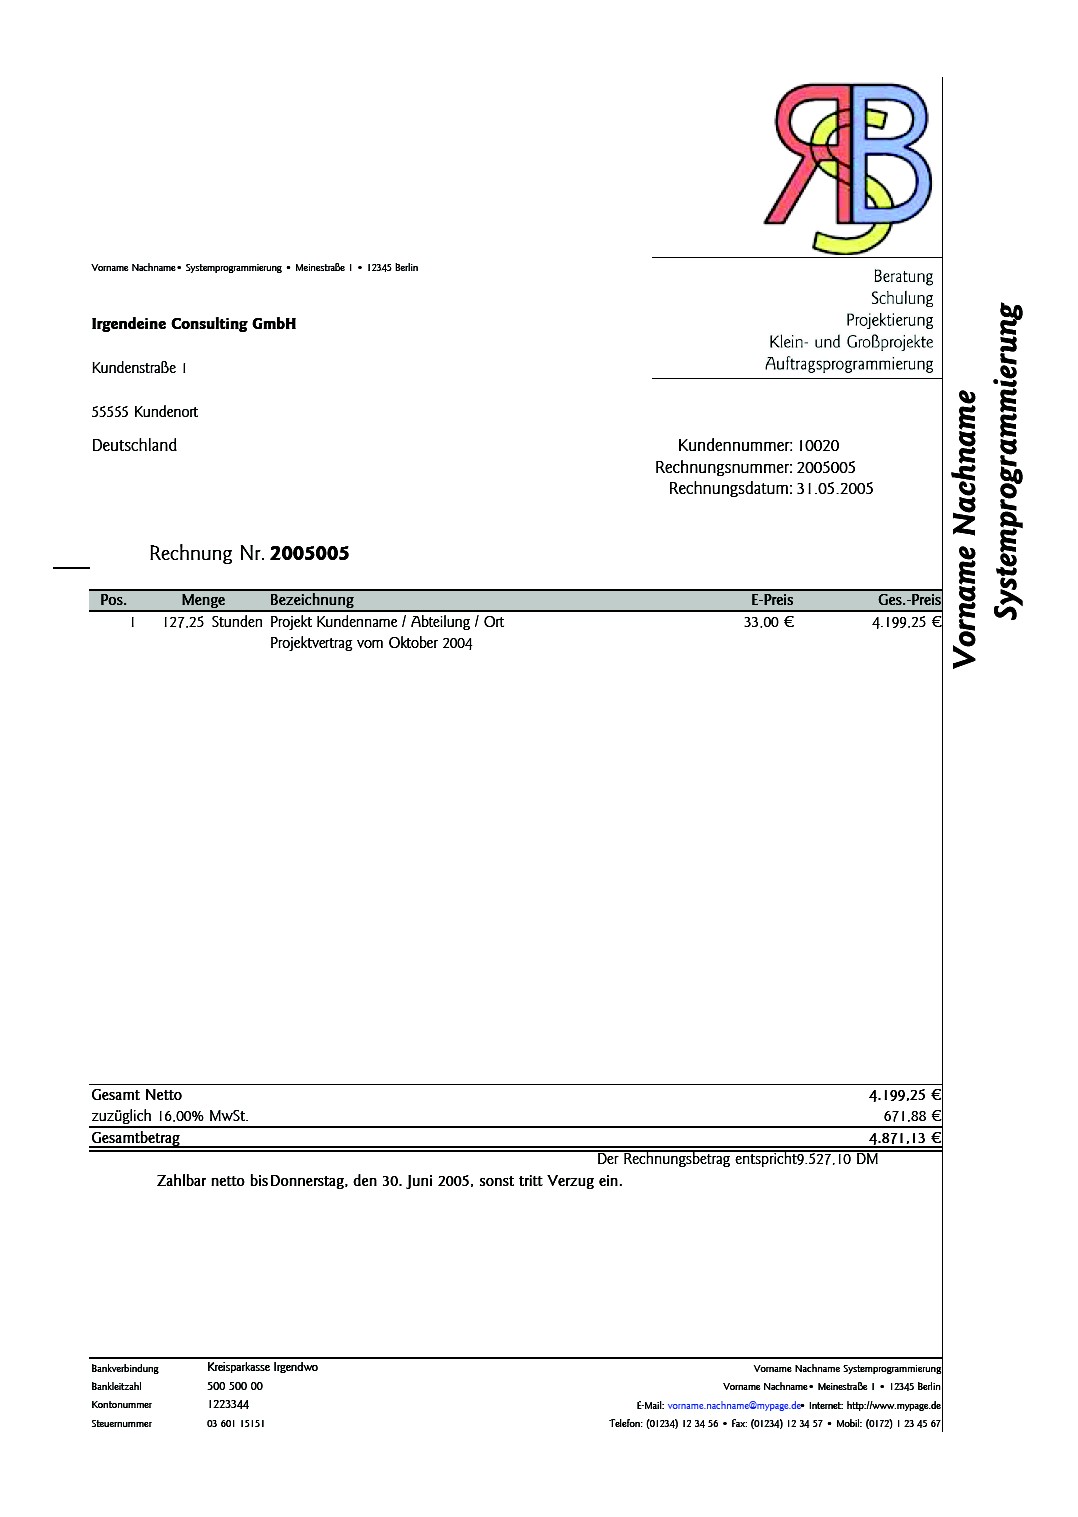 RSB
Vorname Nachname• Systemprogrammierung • Meinestraße 1 • 12345 Berlin
Beratung
Schulung
Projektierung
Klein- und Großprojekte
Auftragsprogrammierung
Irgendeine Consulting GmbH
Kundenstraße 1
55555 Kundenort
Deutschland
Kundennummer: 10020
Rechnungsnummer: 2005005
Rechnungsdatum: 31.05.2005
Vorname Nachname
Systemprogrammierung
Rechnung Nr. 2005005
Pos. Menge Bezeichnung E-Preis Ges.-Preis
1 127,25 Stunden Projekt Kundenname / Abteilung / Ort 33,00 € 4.199,25 €
Projektvertrag vom Oktober 2004
Gesamt Netto 4.199,25 €
zuzüglich 16,00% MwSt. 671,88 €
Gesamtbetrag 4.871,13 €
Der Rechnungsbetrag entspricht9.527,10 DM
Zahlbar netto bis Donnerstag, den 30. Juni 2005, sonst tritt Verzug ein.
Bankverbindung Kreisparkasse Irgendwo Vorname Nachname Systemprogrammierung
Bankleitzahl 500 500 00 Vorname Nachname• Meinestraße 1 • 12345 Berlin
Kontonummer 1223344 E-Mail: vorname.nachname@mypage.de• Internet: http://www.mypage.de
Steuernummer 03 601 15151 Telefon: (01234) 12 34 56 • Fax: (01234) 12 34 57 • Mobil: (0172) 1 23 45 67